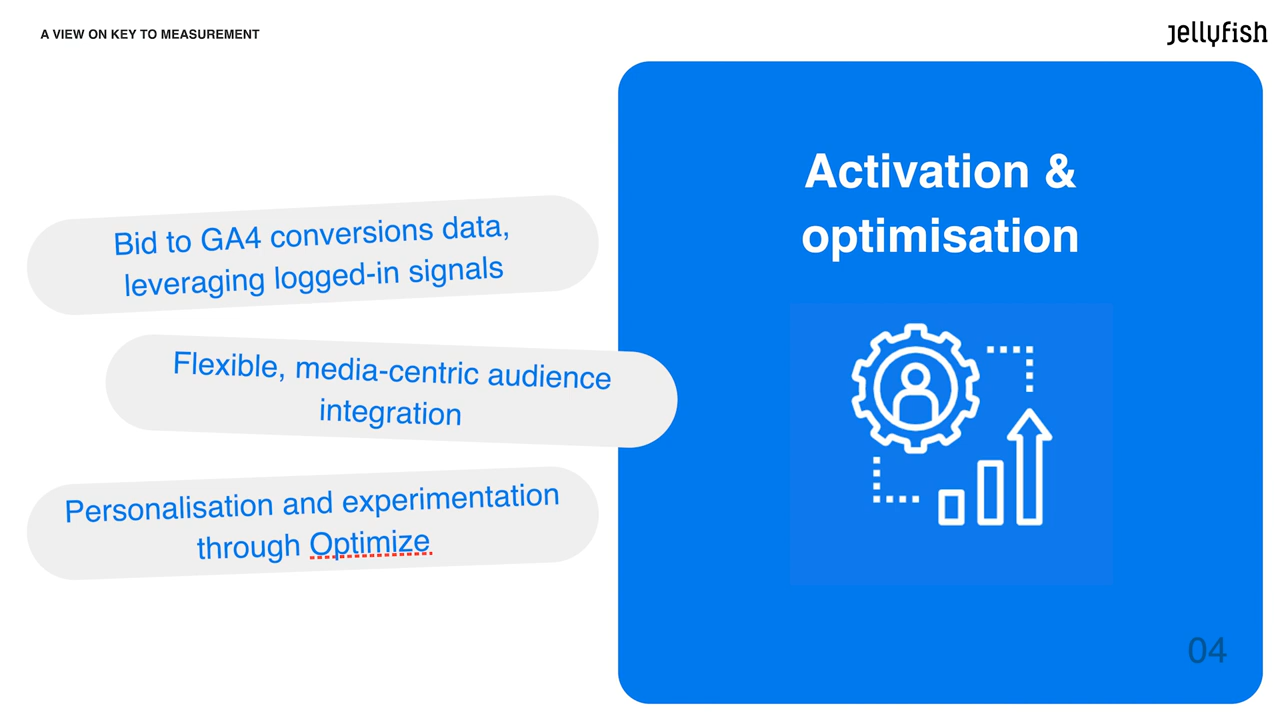 A VIEW ON KEY TO MEASUREMENT
jellyfish
Bid to GA4 conversions data,
leveraging logged-in signals
Flexible, media-centric audience
integration
Personalisation and experimentation
through Optimize
Activation &
optimisation
04